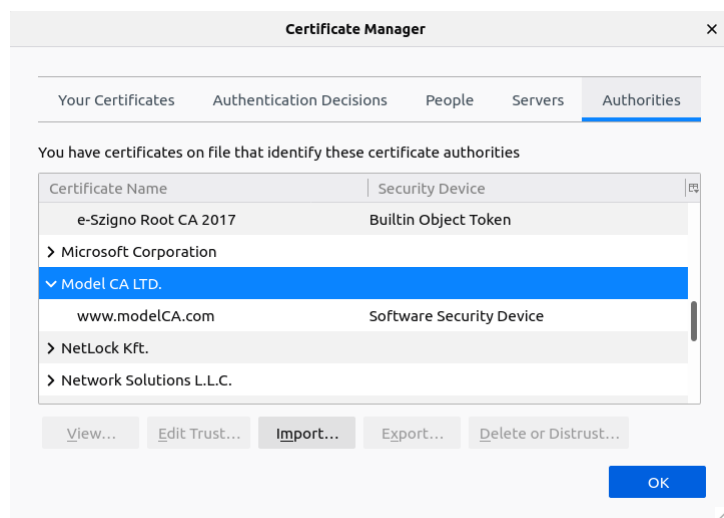 Certificate Manager
Your Certificates Authentication Decisions People Servers Authorities
You have certificates on file that identify these certificate authorities
Certificate Name Security Device
e-Szigno Root CA 2017 Builtin Object Token
Microsoft Corporation
Model CA LTD.
www.modelCA.com Software Security Device
NetLock Kft.
Network Solutions L.L.C.
View... Edit Trust... Import... Export... Delete or Distrust...
OK